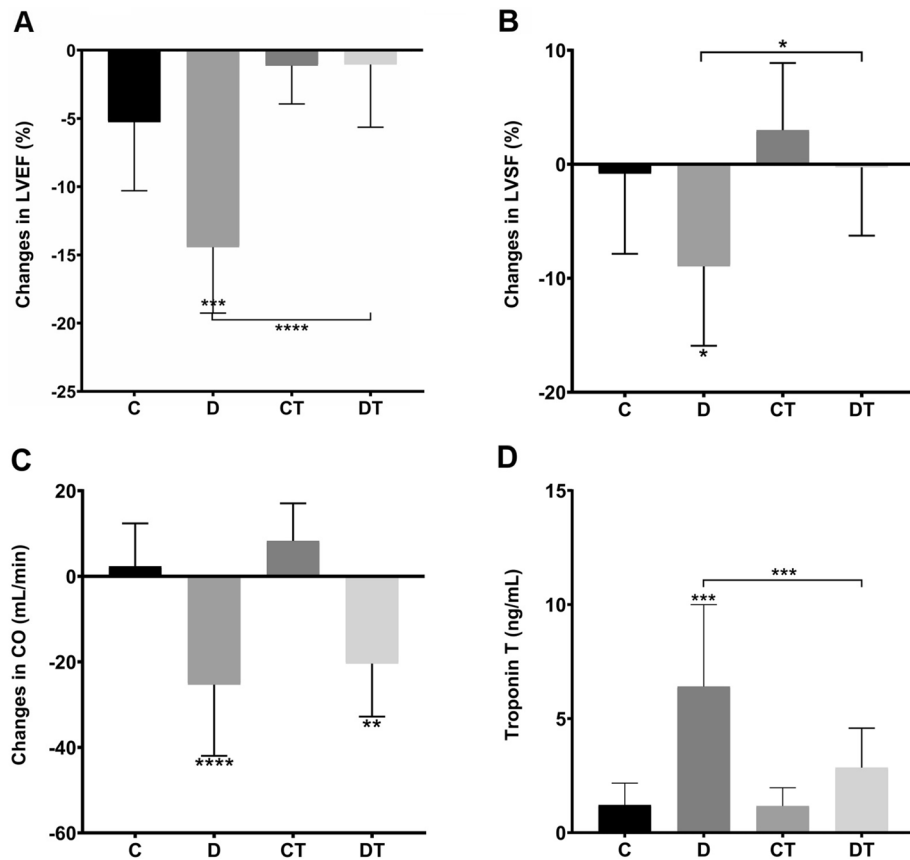 A
Changes in LVEF (%)
0
-5
-10
-15
-20
-25
***
****
C D CT DT
B
Changes in LVSF (%)
10
0
-10
-20
*
*
C D CT DT
C
Changes in CO (mL/min)
20
0
-20
-40
-60
****
**
C D CT DT
D
Troponin T (ng/mL)
15
10
5
0
***
***
C D CT DT